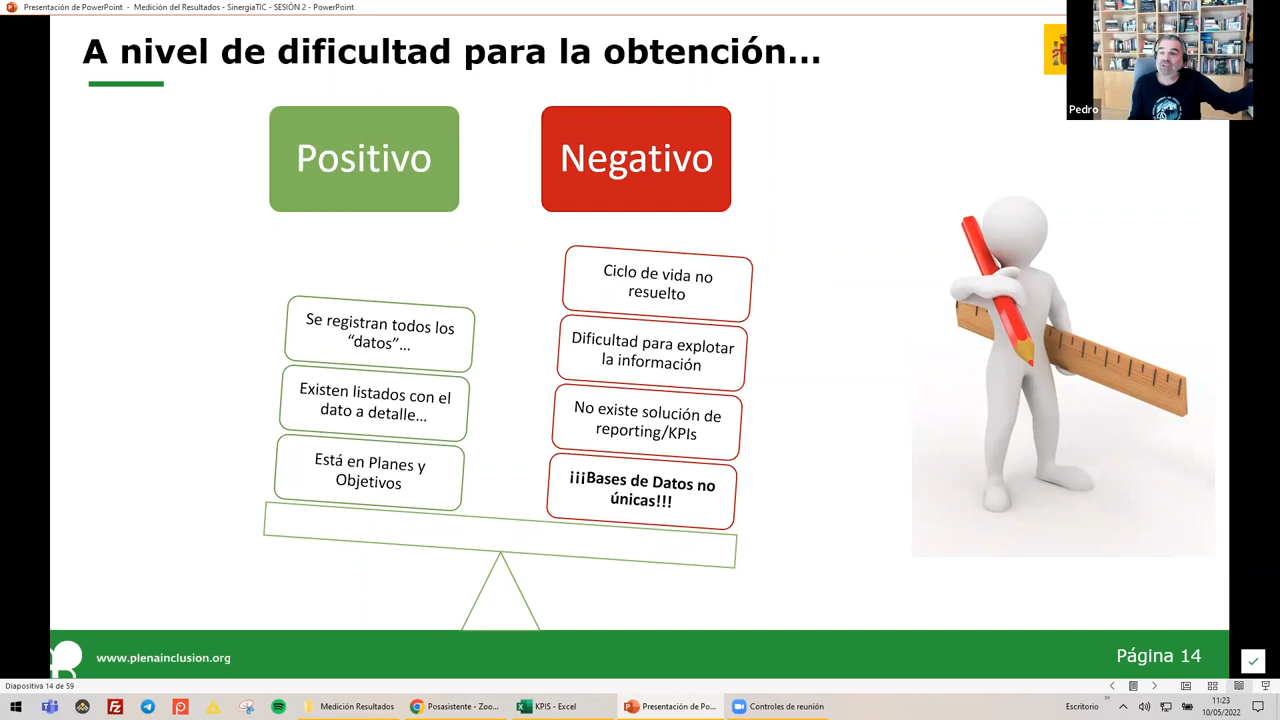 Presentación de PowerPoint - Medición del Resultados - SinergiaTIC - SESIÓN 2 - PowerPoint
A nivel de dificultad para la obtención...
Pedro
Positivo
Negativo
Se registran todos los
“datos”...
Existen listados con el
dato a detalle...
Está en Planes y
Objetivos
Ciclo de vida no
resuelto
Dificultad para explotar
la información
No existe solución de
reporting/KPIs
¡¡¡Bases de Datos no
únicas!!!
www.plenainclusion.org
Página 14
Diapositiva 14 de 59
Medición Resultados
Posasistente - Zoo...
KPIS - Excel
Presentación de Po...
Controles de reunión
Escritorio
11:23
10/05/2022